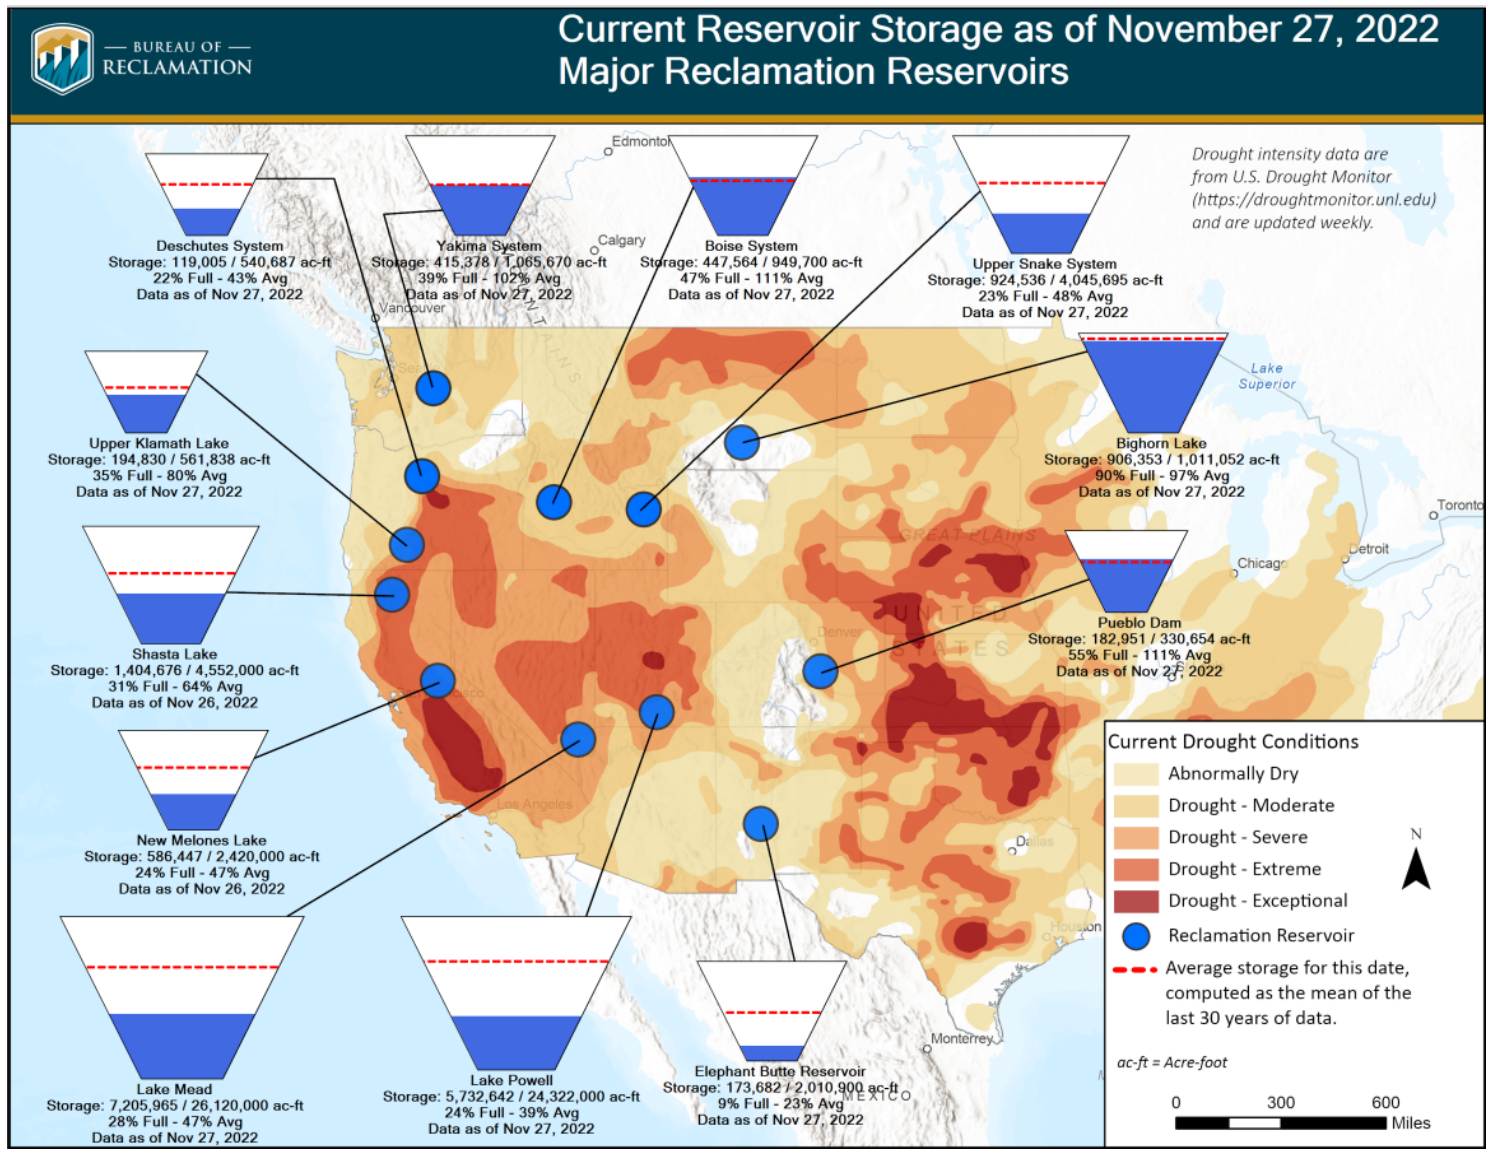 BUREAU OF
RECLAMATION
Current Reservoir Storage as of November 27, 2022
Major Reclamation Reservoirs
Drought intensity data are
from U.S. Drought Monitor
(https://droughtmonitor.unl.edu)
and are updated weekly.
Deschutes System
Storage: 119,005 / 540,687 ac-ft
22% Full - 43% Avg
Data as of Nov 27, 2022
Yakima System
Storage: 415,378 / 1,065,670 ac-ft
39% Full - 102% Avg
Data as of Nov 27, 2022
Boise System
Storage: 447,564 / 949,700 ac-ft
47% Full - 111% Avg
Data as of Nov 27, 2022
Upper Snake System
Storage: 924,536 / 4,045,695 ac-ft
23% Full - 48% Avg
Data as of Nov 27, 2022
Edmonton
Calgary
Vancouver
Upper Klamath Lake
Storage: 194,830 / 561,838 ac-ft
35% Full - 80% Avg
Data as of Nov 27, 2022
Lake
Superior
Bighorn Lake
Storage: 906,353 / 1,011,052 ac-ft
90% Full - 97% Avg
Data as of Nov 27, 2022
Toronto
Detroit
Chicago
GREAT PLAINS
Shasta Lake
Storage: 1,404,676 / 4,552,000 ac-ft
31% Full - 64% Avg
Data as of Nov 26, 2022
UNITED
STATES
Denver
Pueblo Dam
Storage: 182,951 / 330,654 ac-ft
55% Full - 111% Avg
Data as of Nov 27, 2022
New Melones Lake
Storage: 586,447 / 2,420,000 ac-ft
24% Full - 47% Avg
Data as of Nov 26, 2022
Los Angeles
Dallas
Houston
Monterrey
MEXICO
Lake Mead
Storage: 7,205,965 / 26,120,000 ac-ft
28% Full - 47% Avg
Data as of Nov 27, 2022
Lake Powell
Storage: 5,732,642 / 24,322,000 ac-ft
24% Full - 39% Avg
Data as of Nov 27, 2022
Elephant Butte Reservoir
Storage: 173,682 / 2,010,900 ac-ft
9% Full - 23% Avg
Data as of Nov 27, 2022
Current Drought Conditions
Abnormally Dry
Drought - Moderate
Drought - Severe
Drought - Extreme
Drought - Exceptional
Reclamation Reservoir
Average storage for this date,
computed as the mean of the
last 30 years of data.
ac-ft = Acre-foot
N
0 300 600
Miles